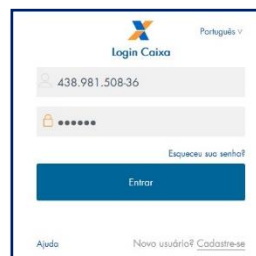 Português
Login Caixa
438.981.508-36
••••••
Esqueceu sua senha?
Entrar
Ajuda Novo usuário? Cadastre-se